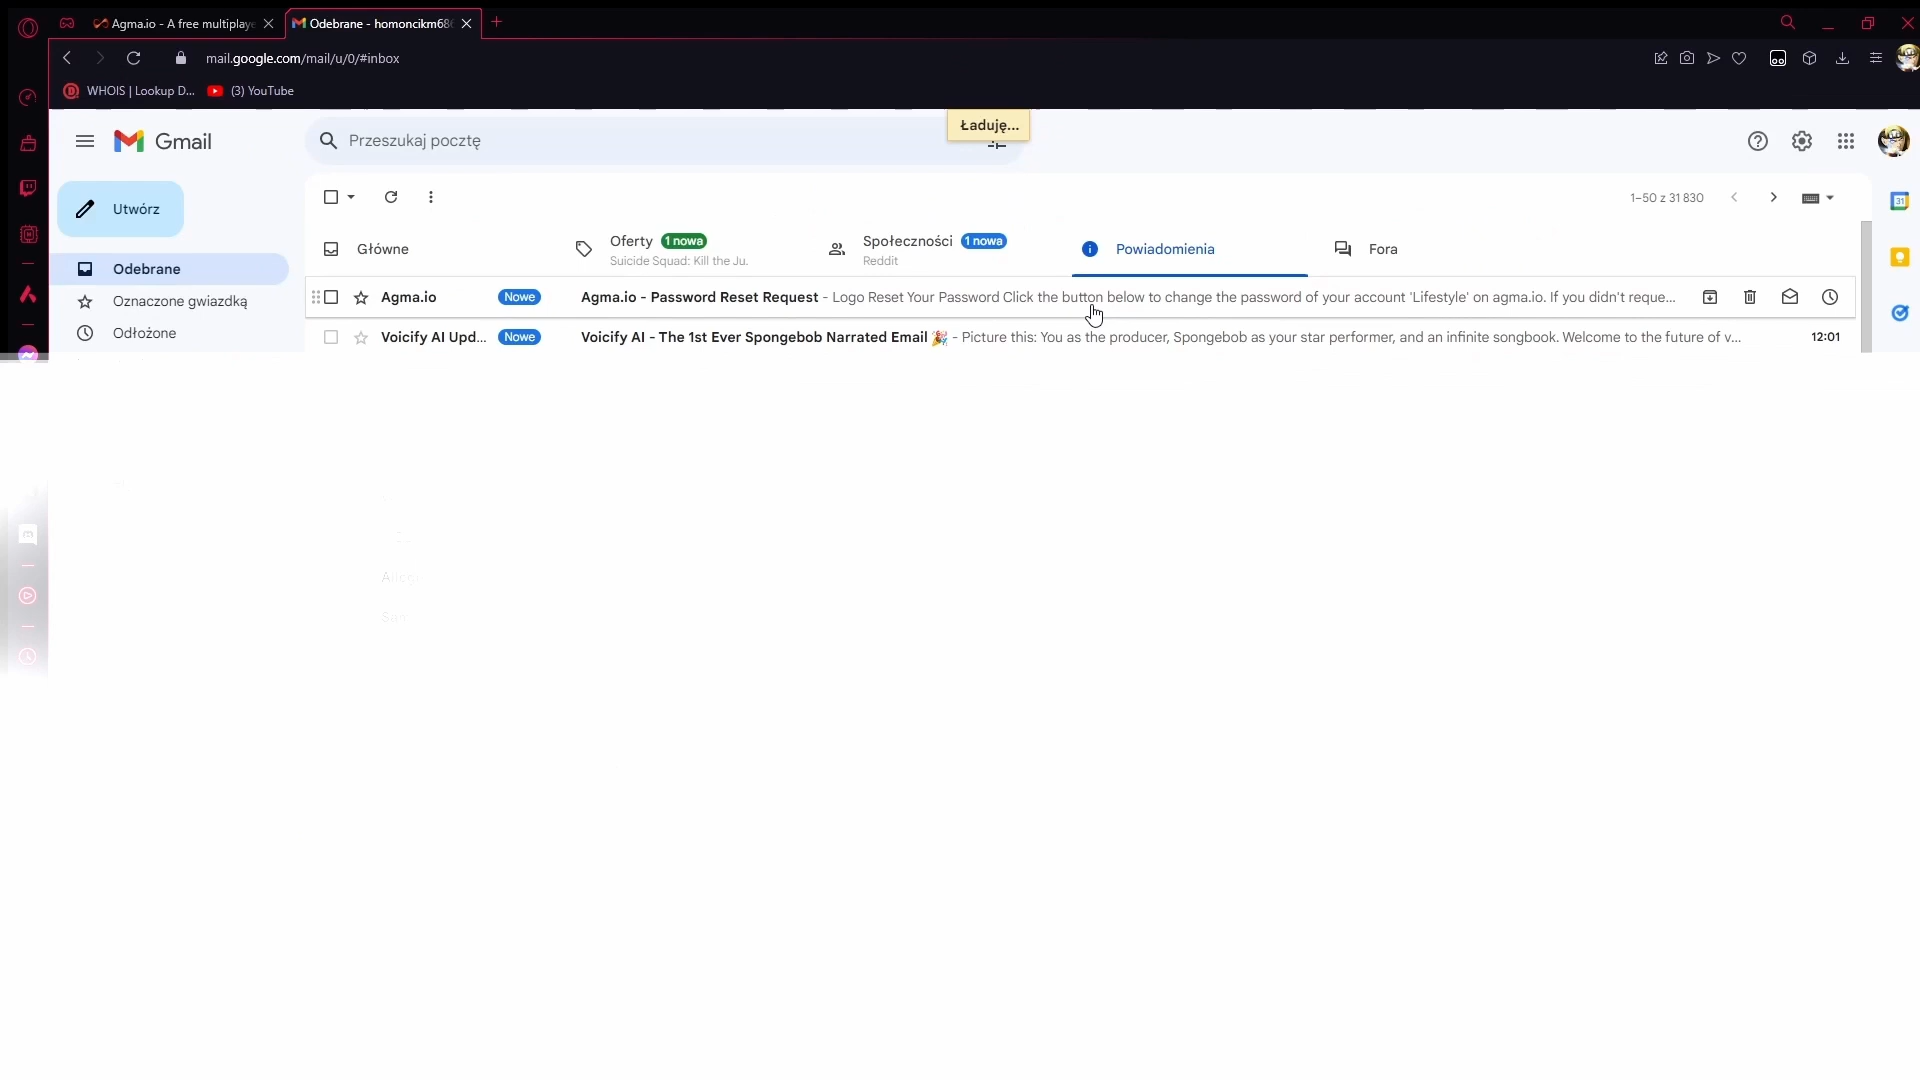 Agma.io - A free multiplaye
Odebrane - homoncikm68
mail.google.com/mail/u/0/#inbox
WHOIS | Lookup D...
(3) YouTube
Ładuję...
Gmail
Przeszukaj pocztę
Utwórz
1–50 z 31 830
Główne
Oferty 1 nowa
Suicide Squad: Kill the Ju.
Społeczności 1 nowa
Reddit
Powiadomienia
Fora
Odebrane
Oznaczone gwiazdką
Odłożone
Agma.io Nowe Agma.io - Password Reset Request - Logo Reset Your Password Click the button below to change the password of your account 'Lifestyle' on agma.io. If you didn't reque...
Voicify AI Upd... Nowe Voicify AI - The 1st Ever Spongebob Narrated Email 🎉 - Picture this: You as the producer, Spongebob as your star performer, and an infinite songbook. Welcome to the future of v... 12:01